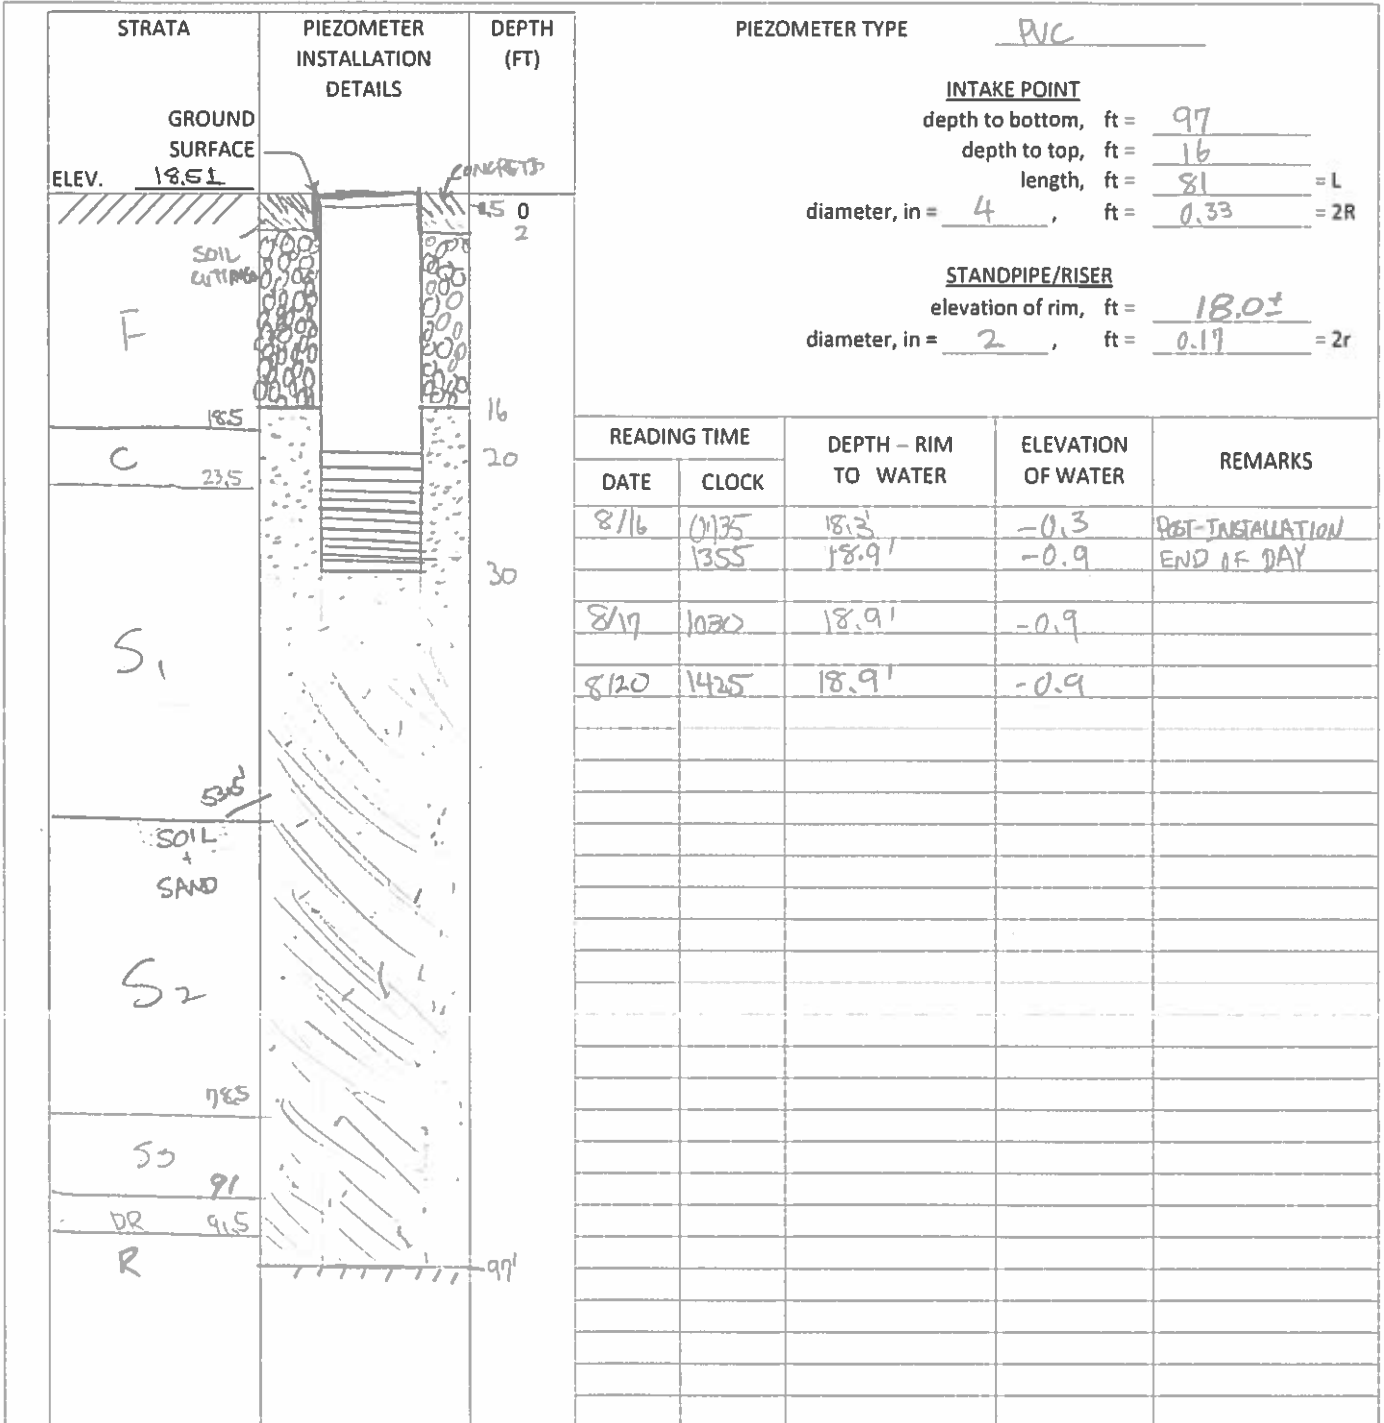 STRATA
PIEZOMETER
INSTALLATION
DETAILS
DEPTH
(FT)
GROUND
SURFACE
ELEV. 18.5±
CONCRETE
.5 0
2
SOIL
CUTTINGS
F
16
18.5
C
20
23.5
30
S1
53.5'
SOIL
+
SAND
S2
78.5
S3
91
DR 91.5
R
97'
PIEZOMETER TYPE PVC
INTAKE POINT
depth to bottom, ft = 97
depth to top, ft = 16
length, ft = 81 = L
diameter, in = 4 , ft = 0.33 = 2R
STANDPIPE/RISER
elevation of rim, ft = 18.0±
diameter, in = 2 , ft = 0.17 = 2r
READING TIME
DATE CLOCK
DEPTH – RIM
TO WATER
ELEVATION
OF WATER
REMARKS
8/16 0735 18.3' -0.3 POST-INSTALLATION
1355 18.9' -0.9 END OF DAY
8/17 1030 18.9' -0.9
8/20 1425 18.9' -0.9